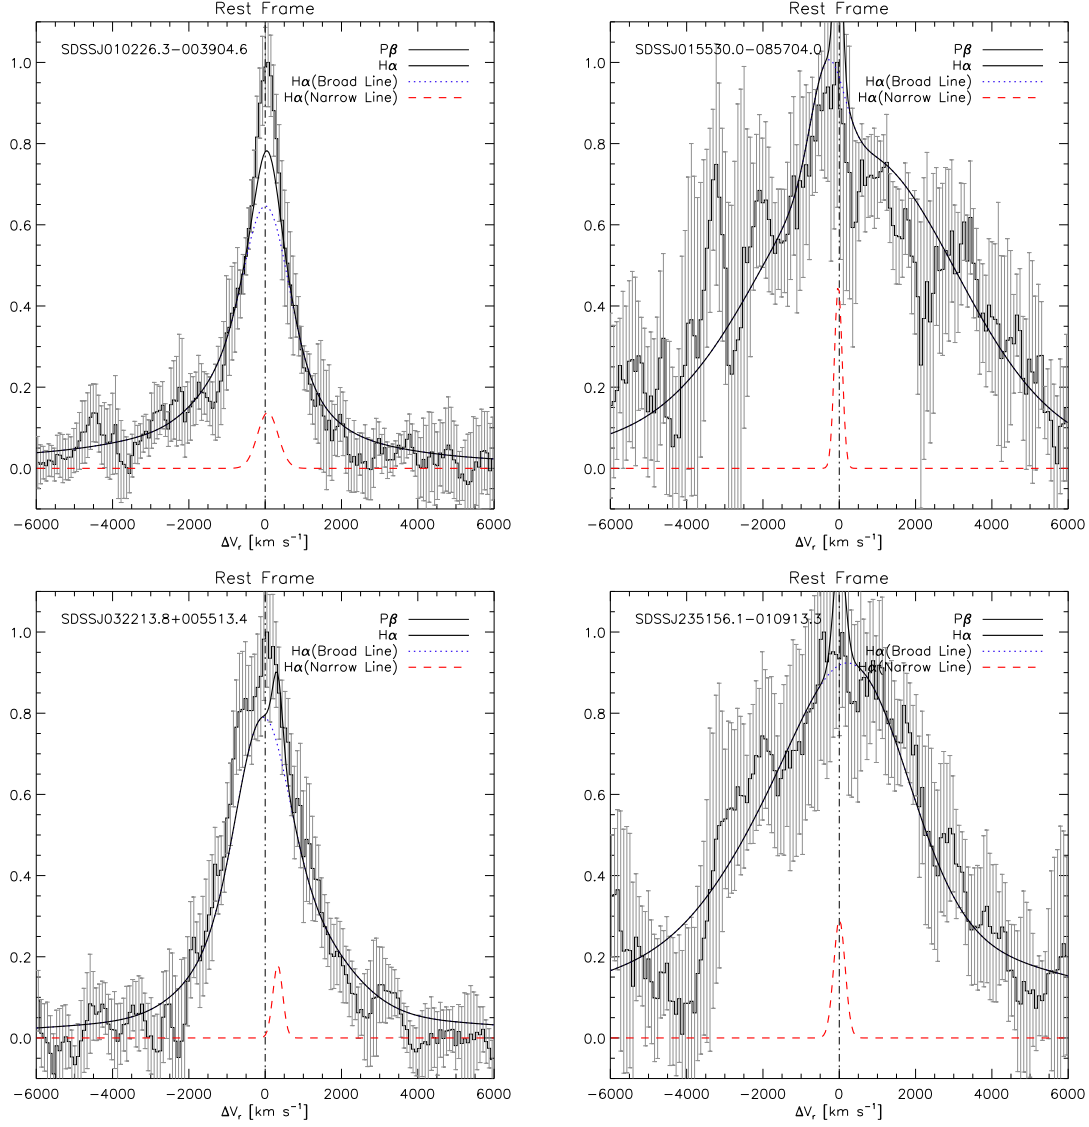 Rest Frame
SDSSJ010226.3−003904.6
Pβ
Hα
Hα(Broad Line)
Hα(Narrow Line)
1.0
0.8
0.6
0.4
0.2
0.0
−6000 −4000 −2000 0 2000 4000 6000
ΔVr [km s⁻¹]
Rest Frame
SDSSJ015530.0−085704.0
Pβ
Hα
Hα(Broad Line)
Hα(Narrow Line)
1.0
0.8
0.6
0.4
0.2
0.0
−6000 −4000 −2000 0 2000 4000 6000
ΔVr [km s⁻¹]
Rest Frame
SDSSJ032213.8+005513.4
Pβ
Hα
Hα(Broad Line)
Hα(Narrow Line)
1.0
0.8
0.6
0.4
0.2
0.0
−6000 −4000 −2000 0 2000 4000 6000
ΔVr [km s⁻¹]
Rest Frame
SDSSJ235156.1−010913.3
Pβ
Hα
Hα(Broad Line)
Hα(Narrow Line)
1.0
0.8
0.6
0.4
0.2
0.0
−6000 −4000 −2000 0 2000 4000 6000
ΔVr [km s⁻¹]